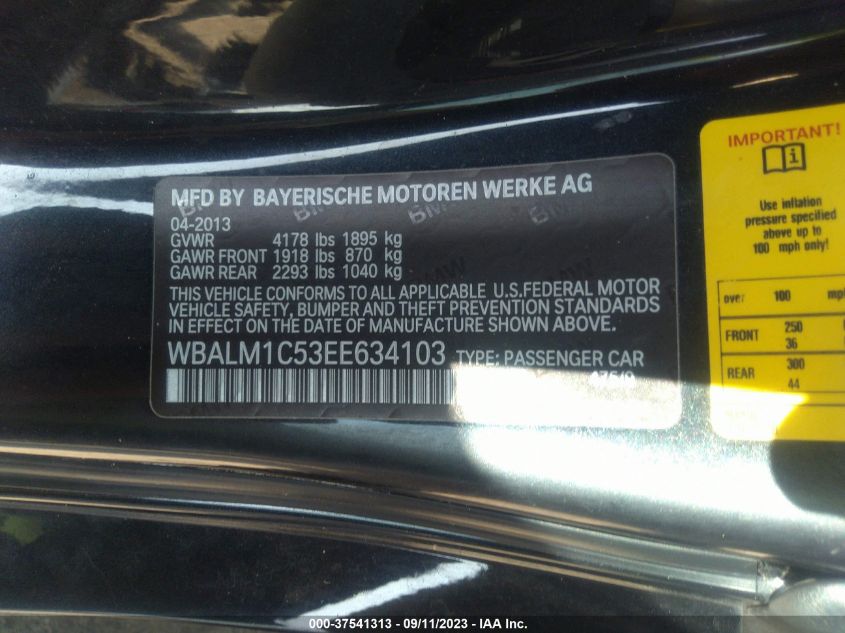 MFD BY BAYERISCHE MOTOREN WERKE AG
04-2013
GVWR 4178 lbs 1895 kg
GAWR FRONT 1918 lbs 870 kg
GAWR REAR 2293 lbs 1040 kg
THIS VEHICLE CONFORMS TO ALL APPLICABLE U.S.FEDERAL MOTOR
VEHICLE SAFETY, BUMPER AND THEFT PREVENTION STANDARDS
IN EFFECT ON THE DATE OF MANUFACTURE SHOWN ABOVE.
WBALM1C53EE634103 TYPE: PASSENGER CAR
IMPORTANT!
i
Use inflation
pressure specified
above up to
100 mph only!
over 100
FRONT 250
36
REAR 300
44
000-37541313 - 09/11/2023 - IAA Inc.